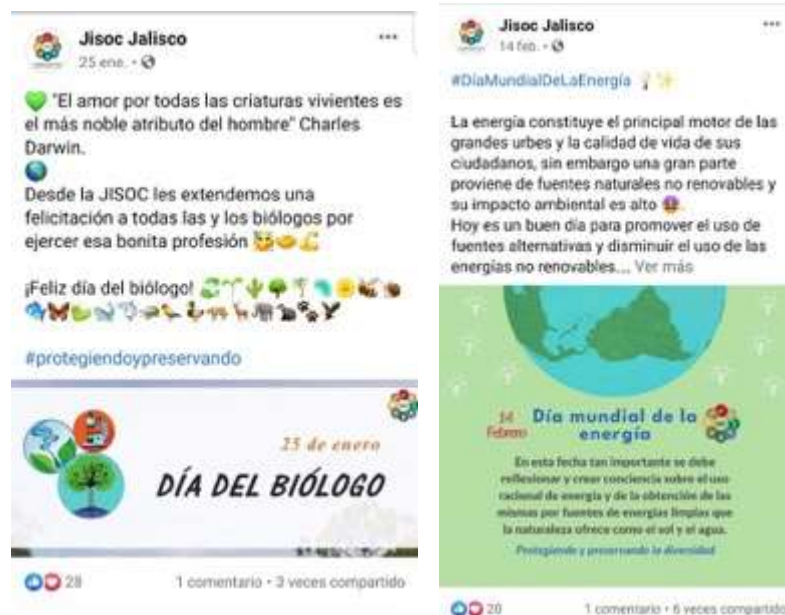 Jisoc Jalisco
25 ene.
"El amor por todas las criaturas vivientes es
el más noble atributo del hombre" Charles
Darwin.
Desde la JISOC les extendemos una
felicitación a todas las y los biólogos por
ejercer esa bonita profesión
¡Feliz día del biólogo!
#protegiendoypreservando
25 de enero
DÍA DEL BIÓLOGO
28
1 comentario • 3 veces compartido
Jisoc Jalisco
14 feb.
#DíaMundialDeLaEnergía
La energía constituye el principal motor de las
grandes urbes y la calidad de vida de sus
ciudadanos, sin embargo una gran parte
proviene de fuentes naturales no renovables y
su impacto ambiental es alto
Hoy es un buen día para promover el uso de
fuentes alternativas y disminuir el uso de las
energías no renovables... Ver más
14
Febrero
Día mundial de la
energía
En esta fecha tan importante se debe
reflexionar y crear conciencia sobre el uso
racional de energía y de la obtención de las
mismas por fuentes de energías limpias que
la naturaleza ofrece como el sol y el agua.
Protegiendo y preservando la diversidad
20
1 comentario • 6 veces compartido